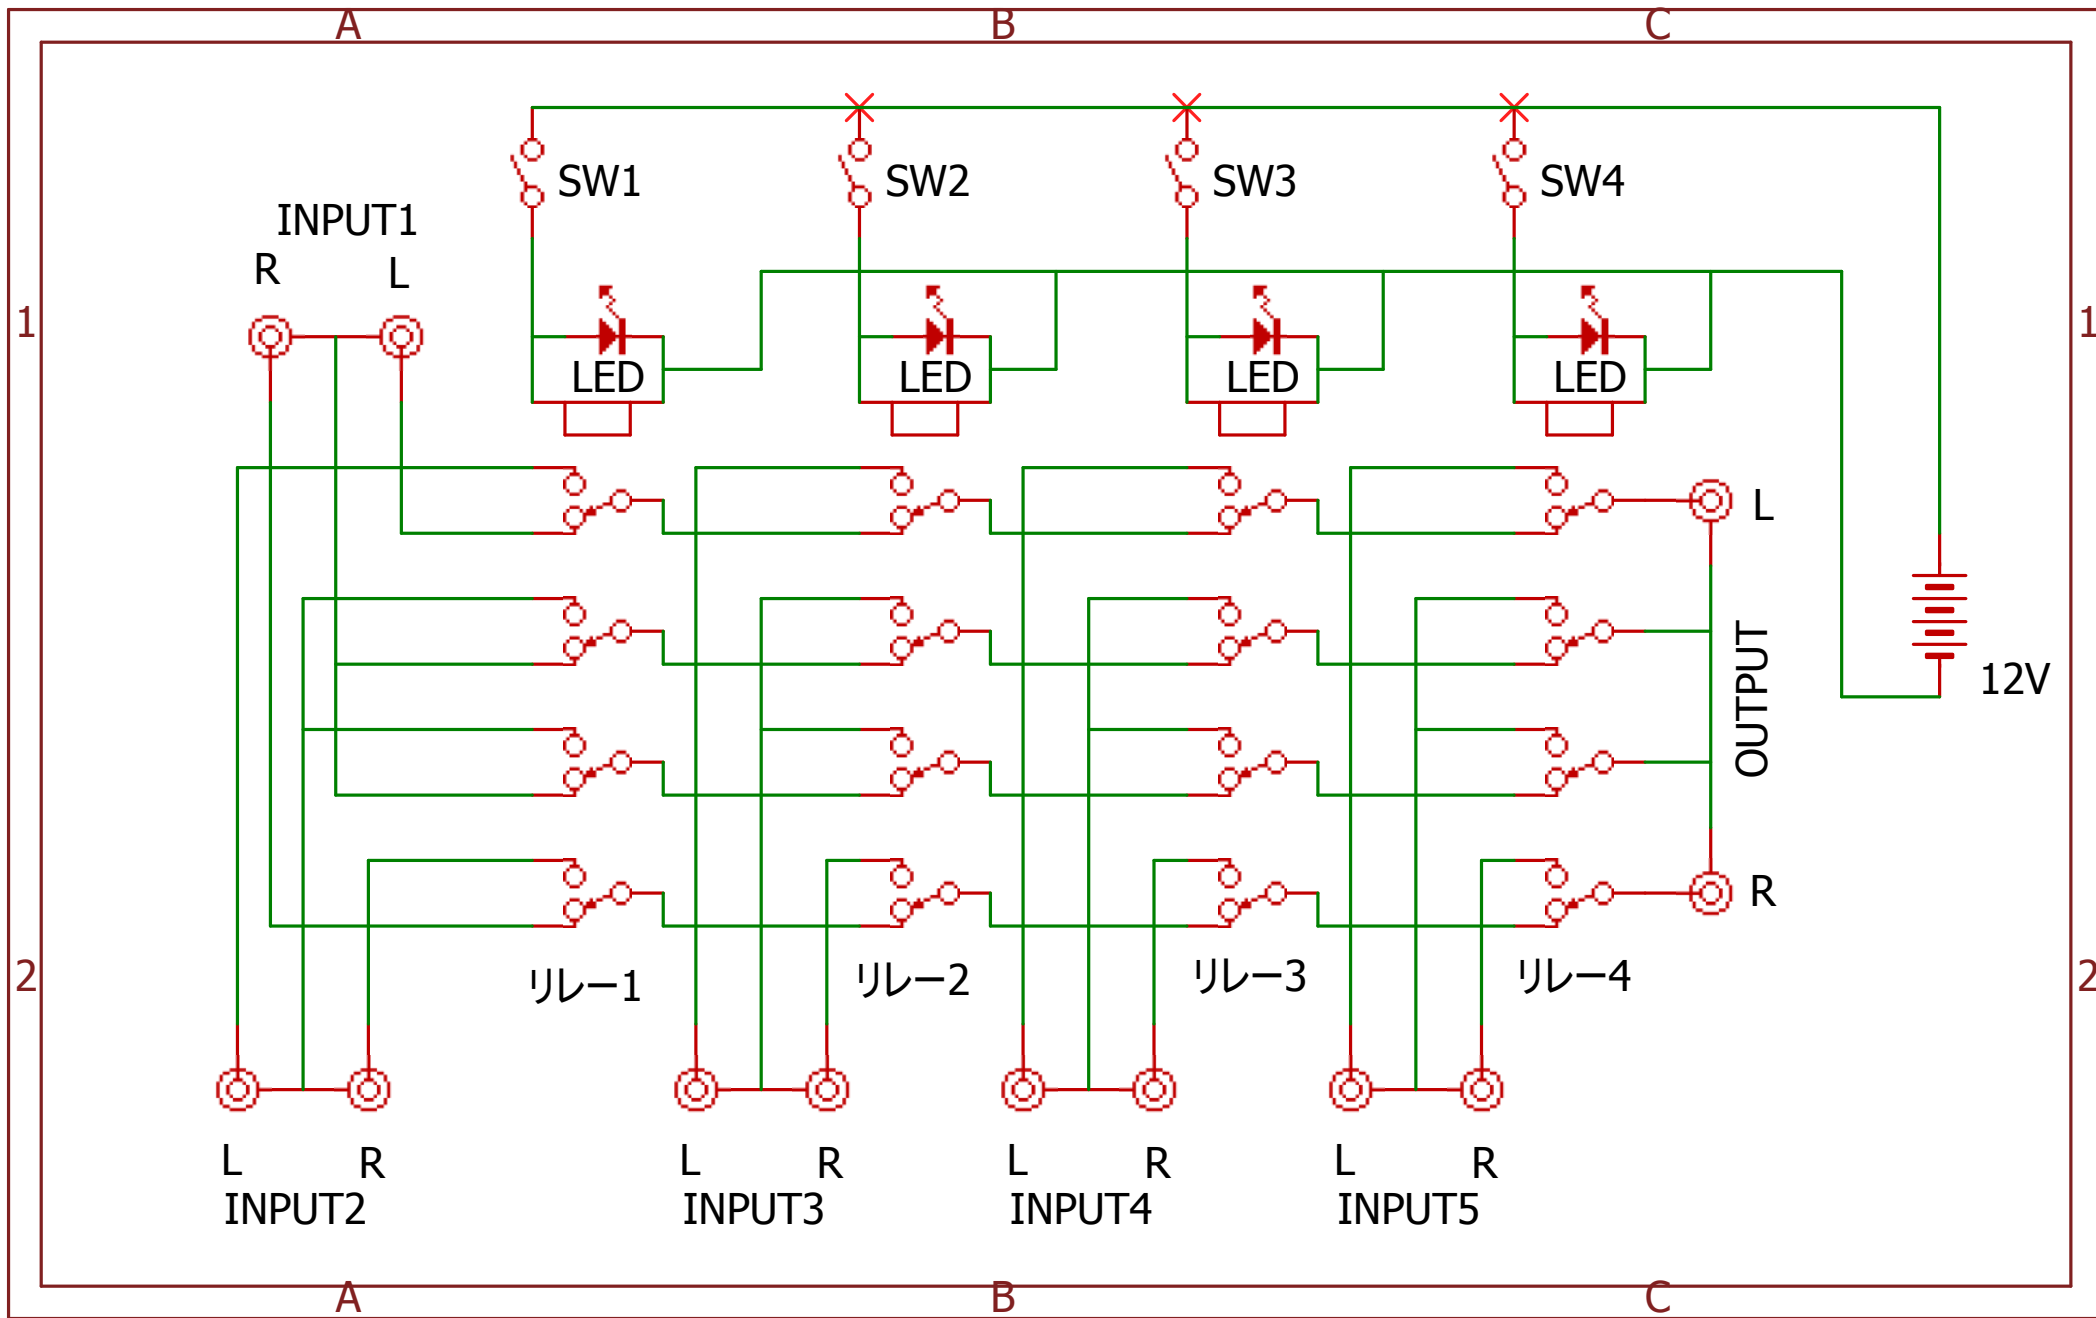 A B C
SW1 SW2 SW3 SW4
INPUT1
R L
1 1
LED LED LED LED
L
OUTPUT
12V
R
リレー1 リレー2 リレー3 リレー4
2 2
L R L R L R L R
INPUT2 INPUT3 INPUT4 INPUT5
A B C